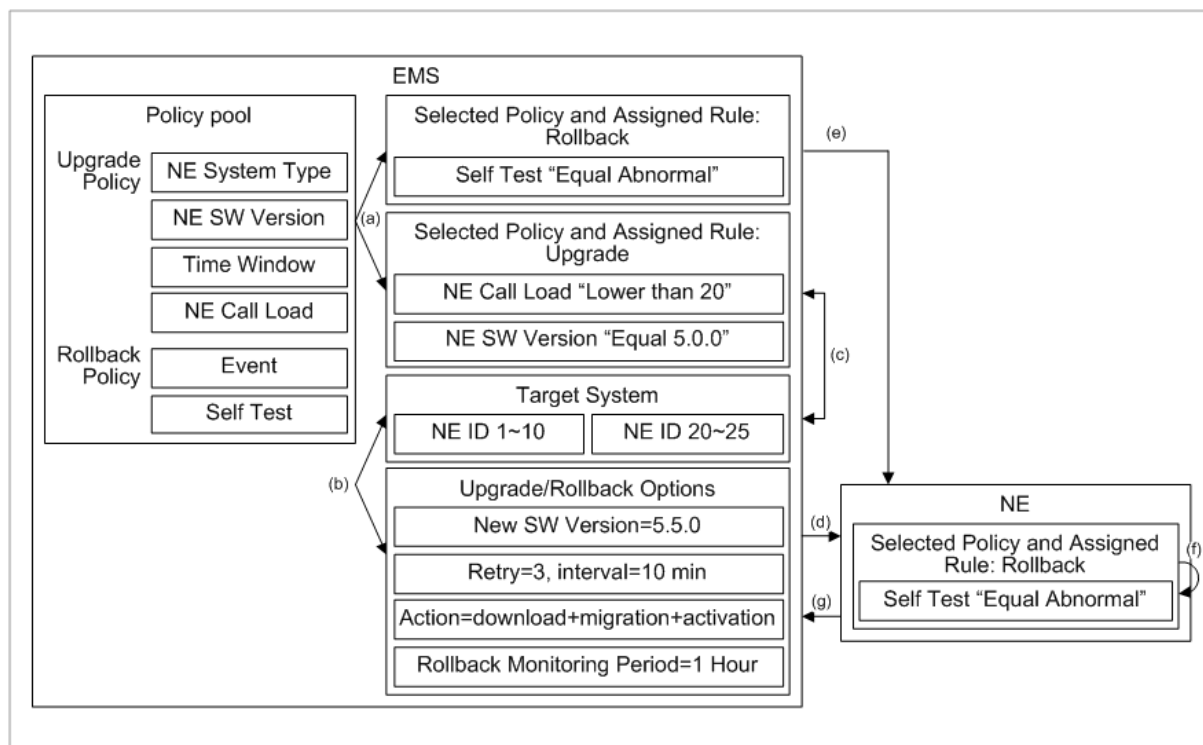 EMS
Policy pool
Upgrade
Policy
NE System Type
NE SW Version
Time Window
NE Call Load
Rollback
Policy
Event
Self Test
(a)
Selected Policy and Assigned Rule:
Rollback
Self Test “Equal Abnormal”
Selected Policy and Assigned Rule:
Upgrade
NE Call Load “Lower than 20”
NE SW Version “Equal 5.0.0”
(c)
Target System
NE ID 1~10
NE ID 20~25
(b)
Upgrade/Rollback Options
New SW Version=5.5.0
Retry=3, interval=10 min
Action=download+migration+activation
Rollback Monitoring Period=1 Hour
(e)
(d)
(g)
NE
Selected Policy and Assigned
Rule: Rollback
Self Test “Equal Abnormal”
(f)